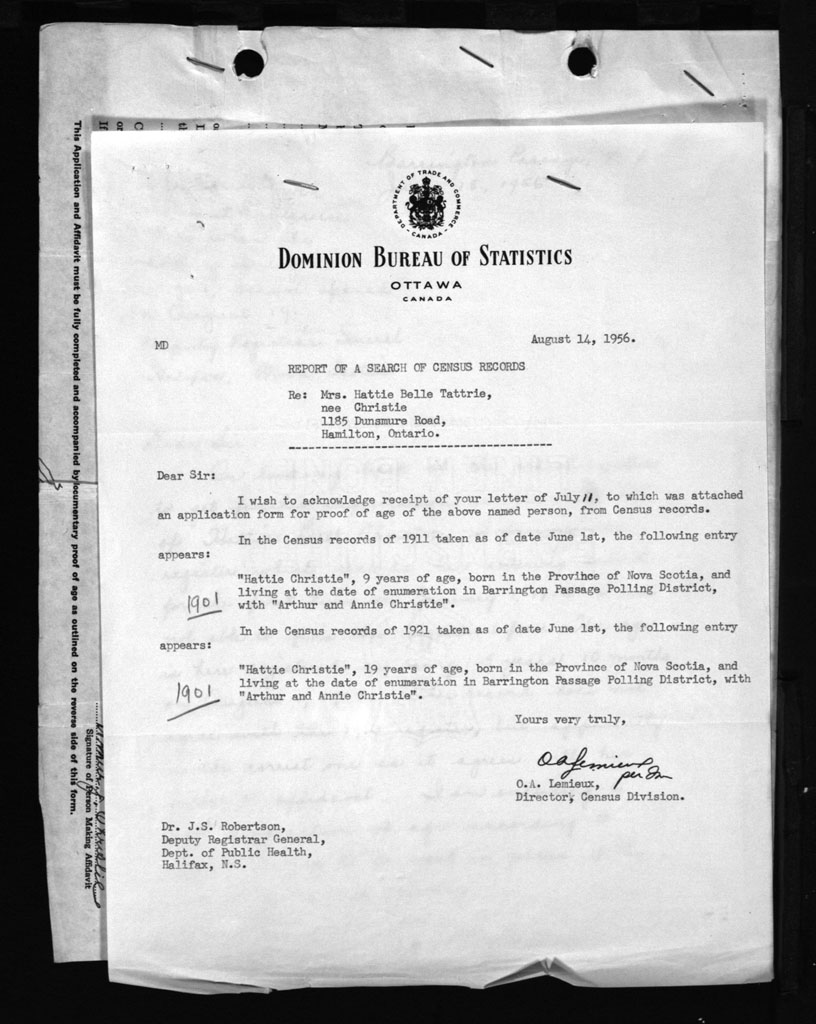 DEPARTMENT OF TRADE AND COMMERCE
CANADA
DOMINION BUREAU OF STATISTICS
OTTAWA
CANADA
August 14, 1956.
MD
REPORT OF A SEARCH OF CENSUS RECORDS
Re: Mrs. Hattie Belle Tattrie,
nee Christie
1185 Dunsmure Road,
Hamilton, Ontario.
Dear Sir:
I wish to acknowledge receipt of your letter of July 11, to which was attached
an application form for proof of age of the above named person, from Census records.
In the Census records of 1911 taken as of date June 1st, the following entry
appears:
"Hattie Christie", 9 years of age, born in the Province of Nova Scotia, and
living at the date of enumeration in Barrington Passage Polling District,
with "Arthur and Annie Christie".
1901
In the Census records of 1921 taken as of date June 1st, the following entry
appears:
"Hattie Christie", 19 years of age, born in the Province of Nova Scotia, and
living at the date of enumeration in Barrington Passage Polling District, with
"Arthur and Annie Christie".
1901
Yours very truly,
OA Lemieux
per
O.A. Lemieux,
Director, Census Division.
Dr. J.S. Robertson,
Deputy Registrar General,
Dept. of Public Health,
Halifax, N.S.
Signature of Person Making Affidavit
This Application and Affidavit must be fully completed and accompanied by documentary proof of age as outlined on the reverse side of this form.